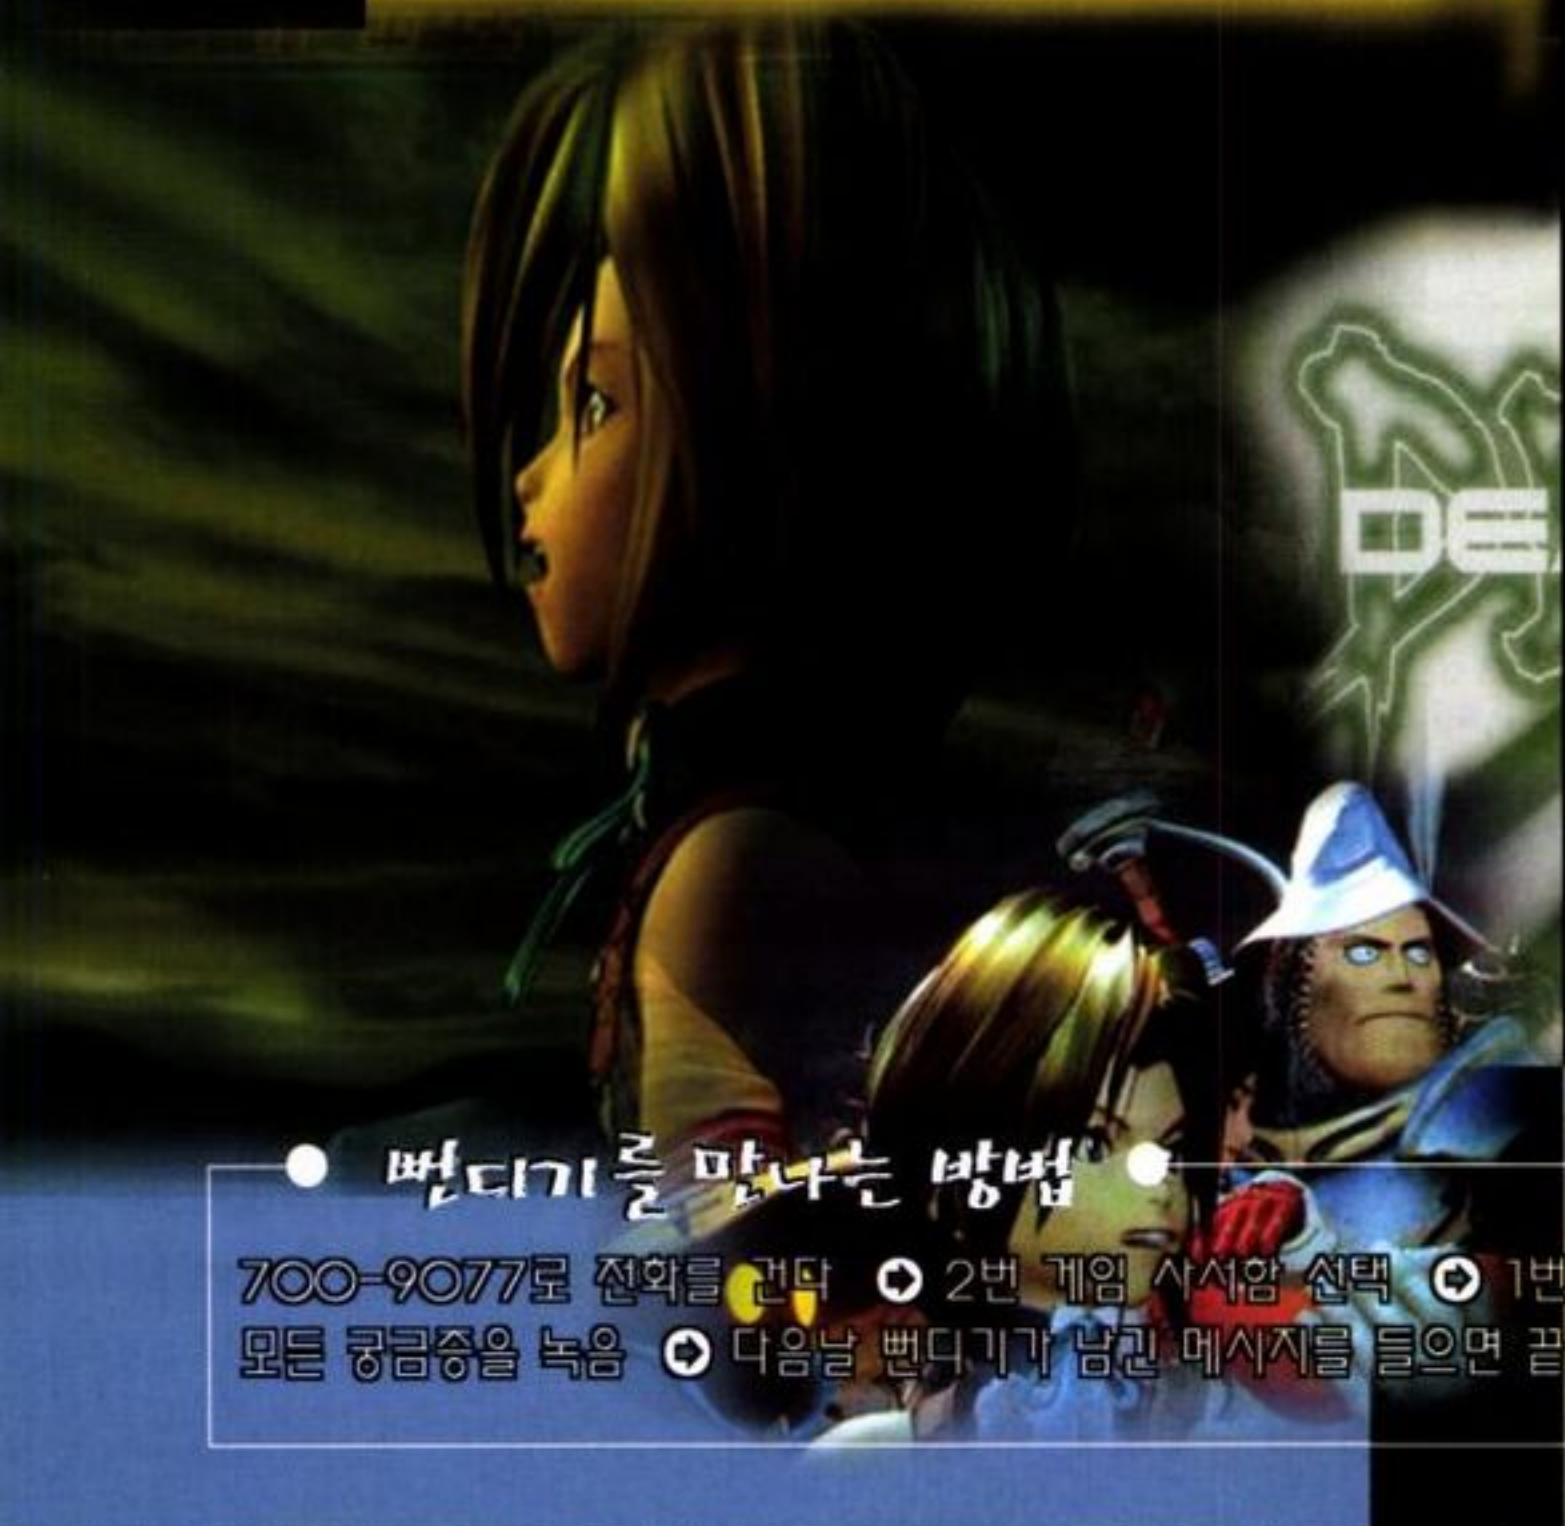 DE
뻔디기를 만나는 방법
700-9077로 전화를 건다 ➲ 2번 게임 사서함 선택 ➲ 1번
모든 궁금증을 녹음 ➲ 다음날 뻔디기가 남긴 메시지를 들으면 끝